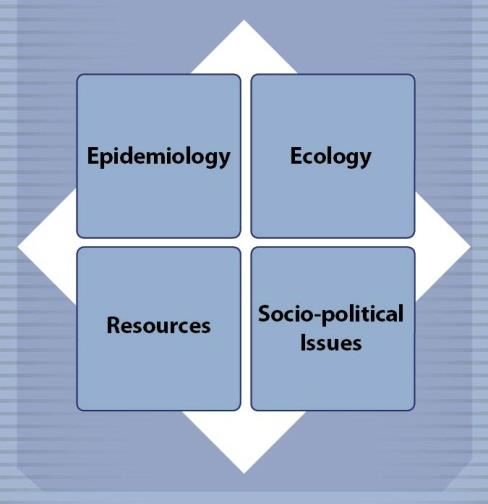 Epidemiology
Ecology
Resources
Socio-political
Issues